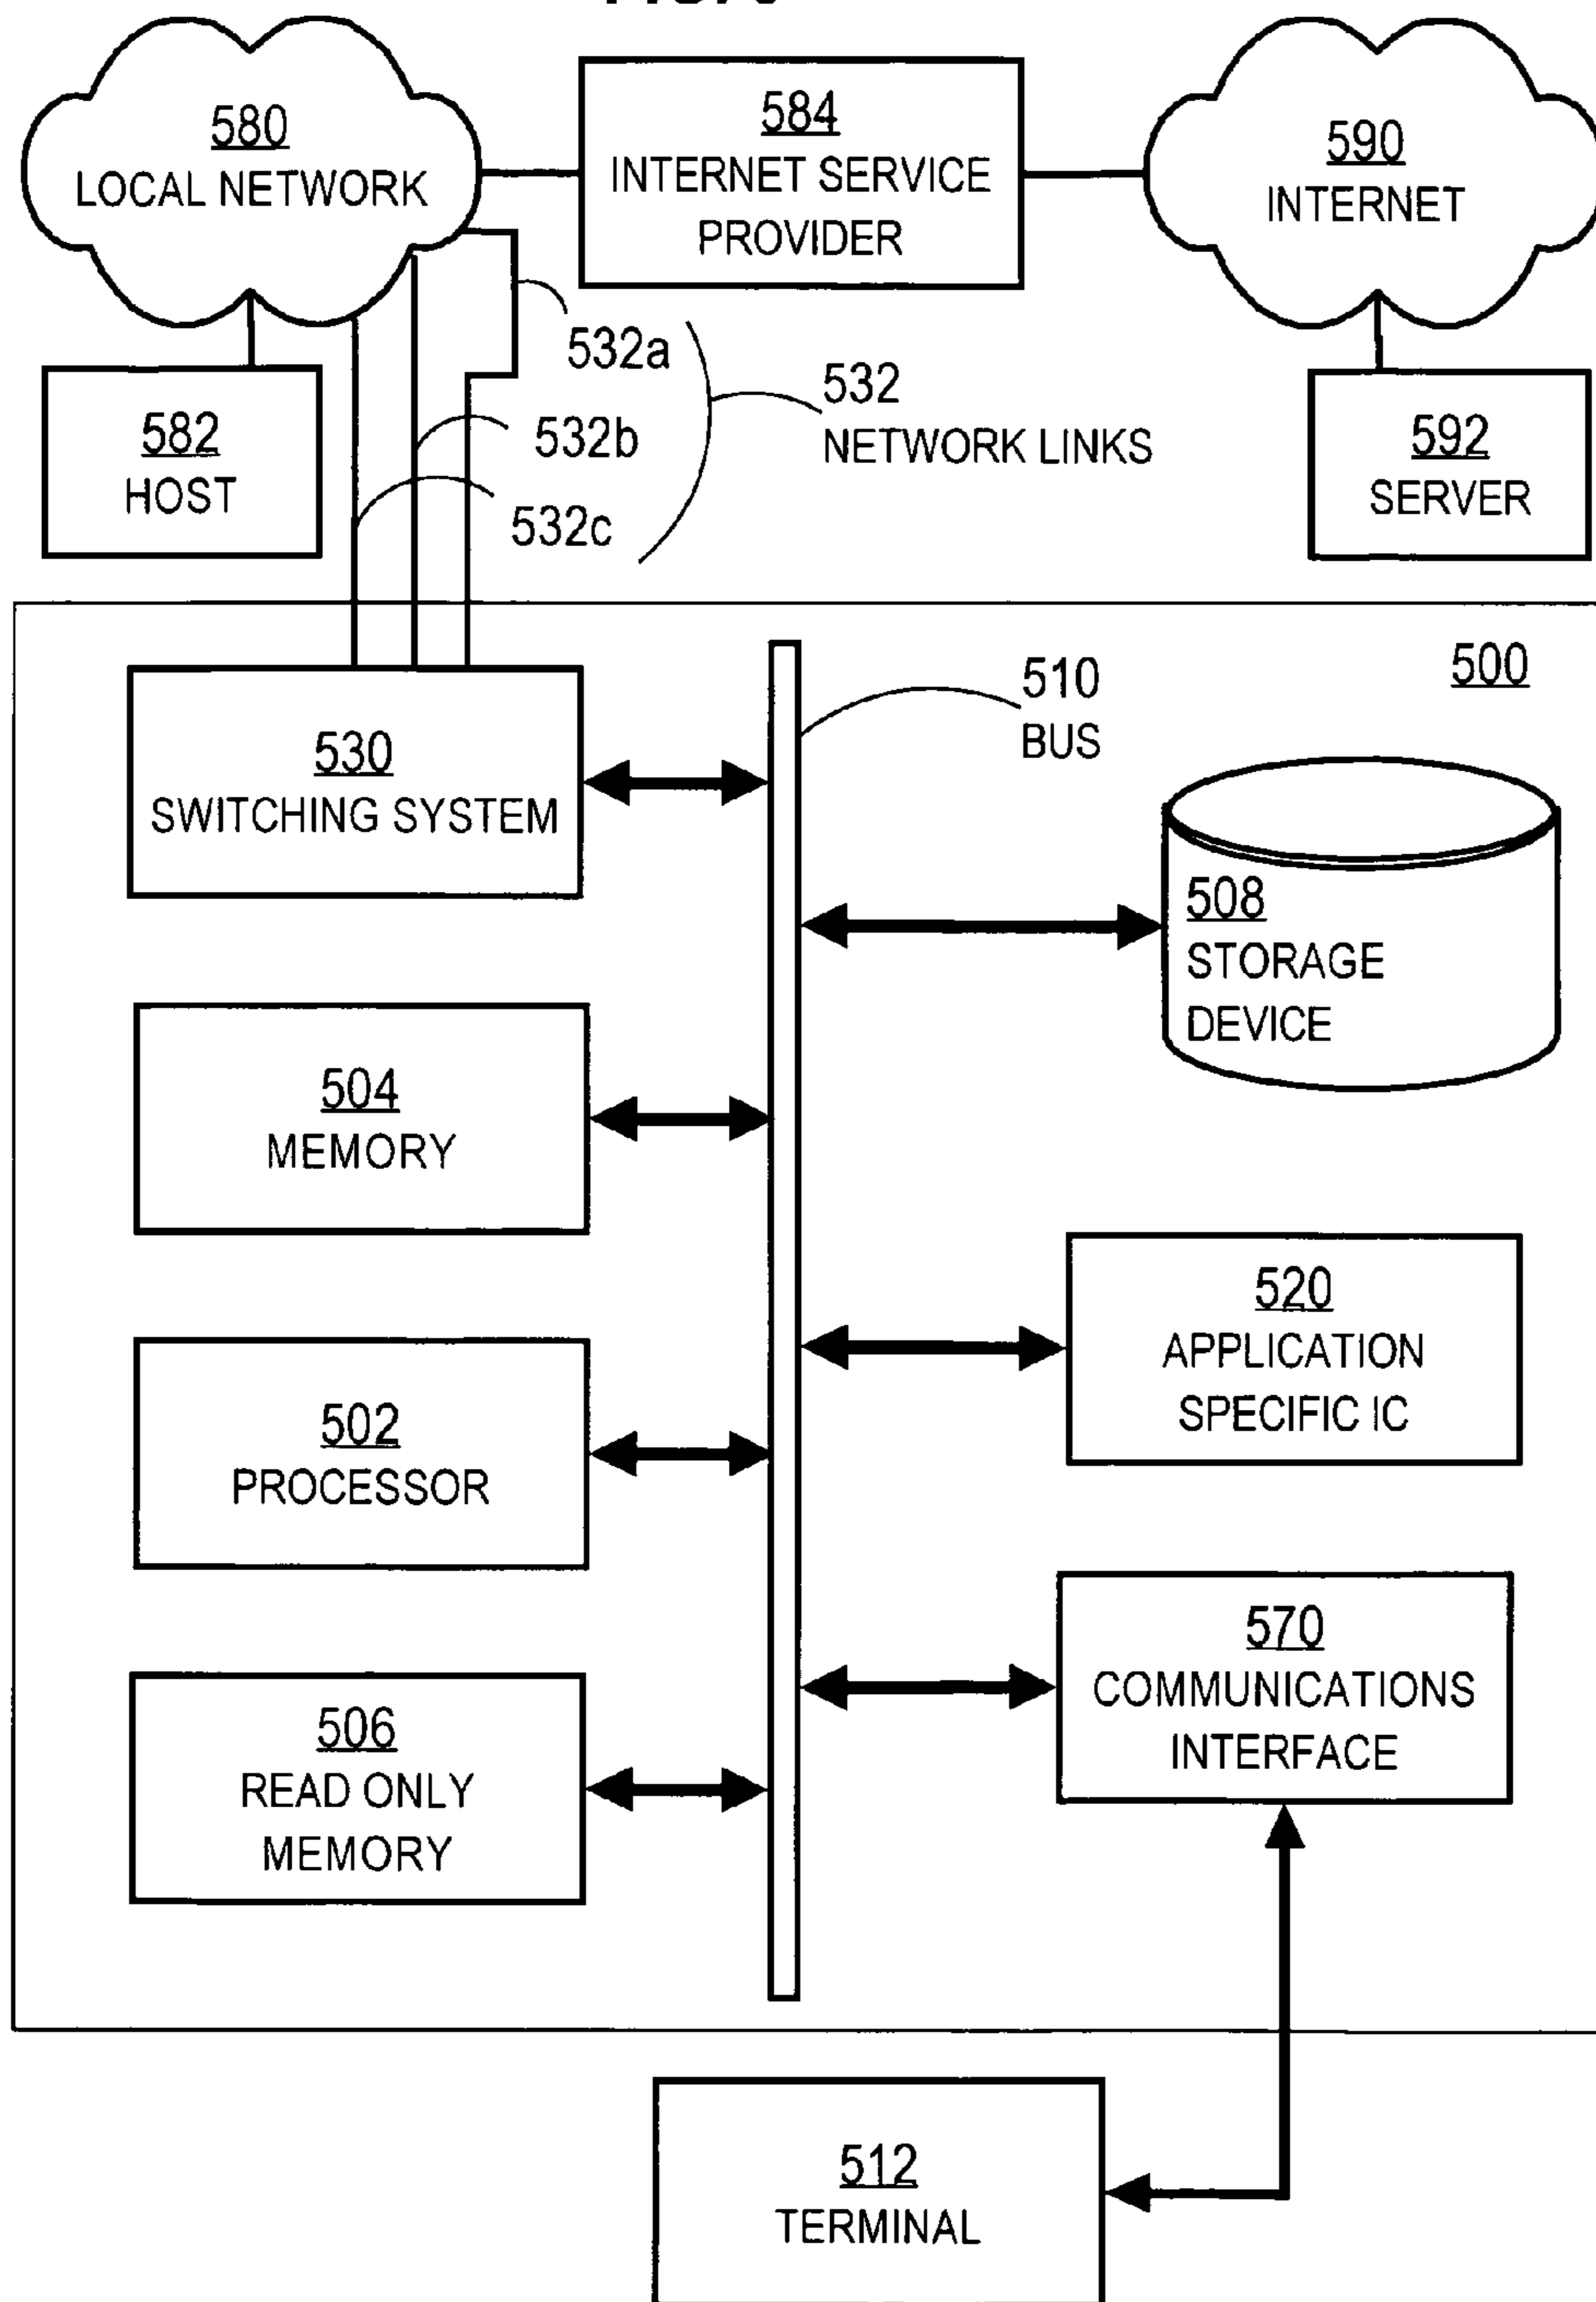 580
LOCAL NETWORK
584
INTERNET SERVICE
PROVIDER
590
INTERNET
582
HOST
532a
532b
532c
532
NETWORK LINKS
592
SERVER
500
510
BUS
530
SWITCHING SYSTEM
508
STORAGE
DEVICE
504
MEMORY
520
APPLICATION
SPECIFIC IC
502
PROCESSOR
570
COMMUNICATIONS
INTERFACE
506
READ ONLY
MEMORY
512
TERMINAL